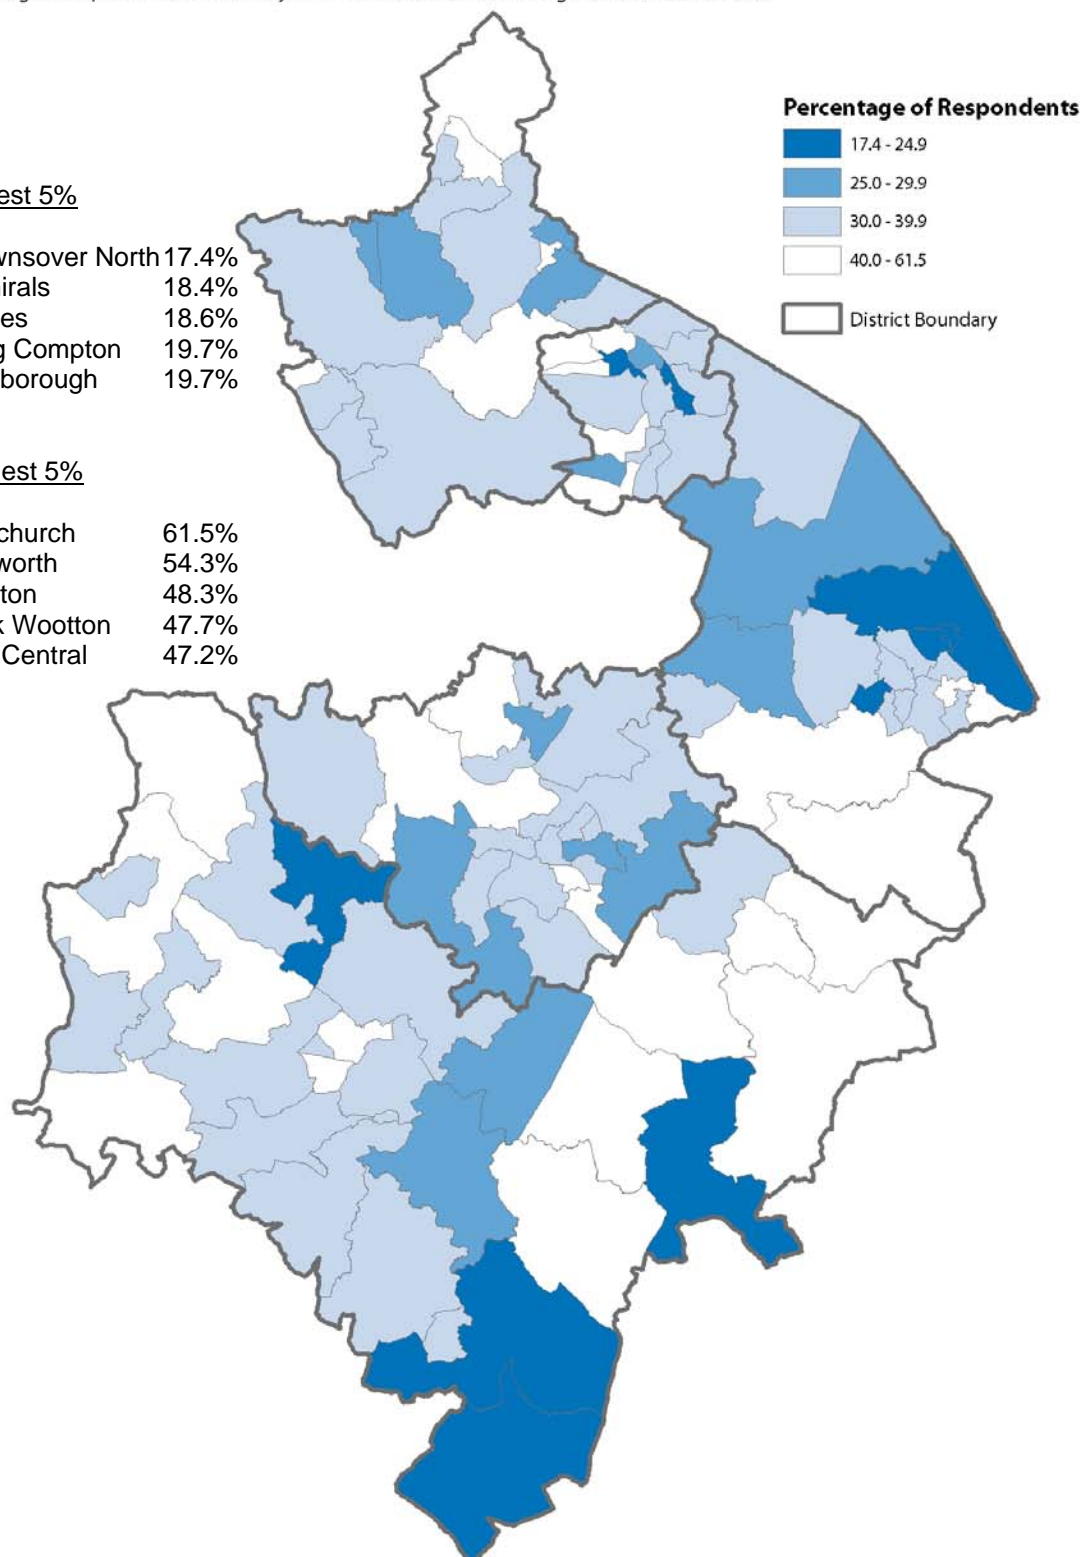 Percentage of Respondents
17.4 - 24.9
25.0 - 29.9
30.0 - 39.9
40.0 - 61.5
District Boundary
est 5%
wnsover North 17.4%
irals 18.4%
es 18.6%
g Compton 19.7%
borough 19.7%
est 5%
church 61.5%
worth 54.3%
ton 48.3%
k Wootton 47.7%
Central 47.2%